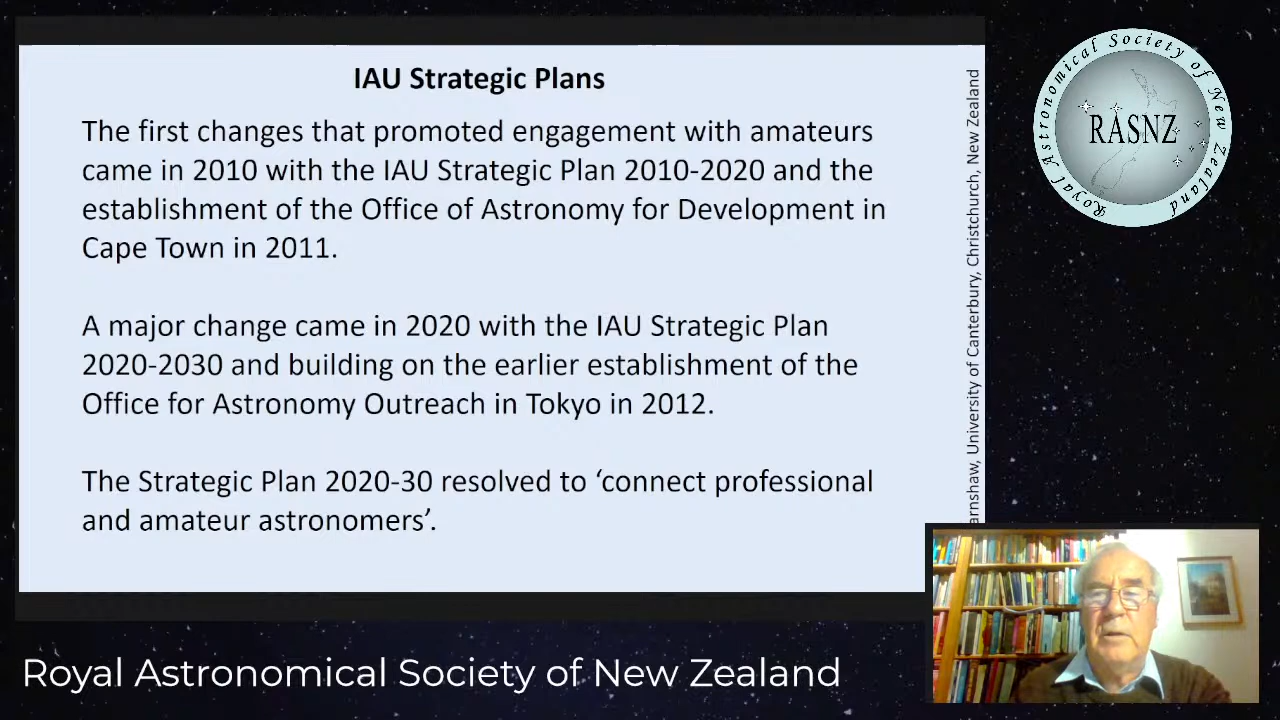 IAU Strategic Plans
The first changes that promoted engagement with amateurs
came in 2010 with the IAU Strategic Plan 2010-2020 and the
establishment of the Office of Astronomy for Development in
Cape Town in 2011.
A major change came in 2020 with the IAU Strategic Plan
2020-2030 and building on the earlier establishment of the
Office for Astronomy Outreach in Tokyo in 2012.
The Strategic Plan 2020-30 resolved to ‘connect professional
and amateur astronomers’.
arnshaw, University of Canterbury, Christchurch, New Zealand
Royal Astronomical Society of New Zealand
RASNZ
Royal Astronomical Society of New Zealand